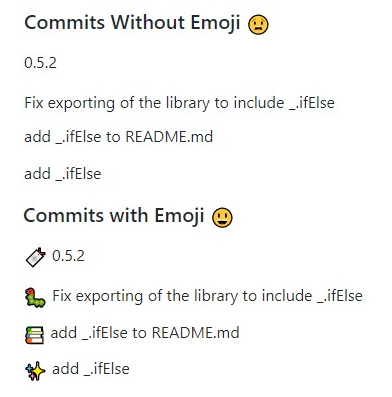 Commits Without Emoji 😟
0.5.2
Fix exporting of the library to include _.ifElse
add _.ifElse to README.md
add _.ifElse
Commits with Emoji 😃
🔖 0.5.2
🐛 Fix exporting of the library to include _.ifElse
📚 add _.ifElse to README.md
✨ add _.ifElse